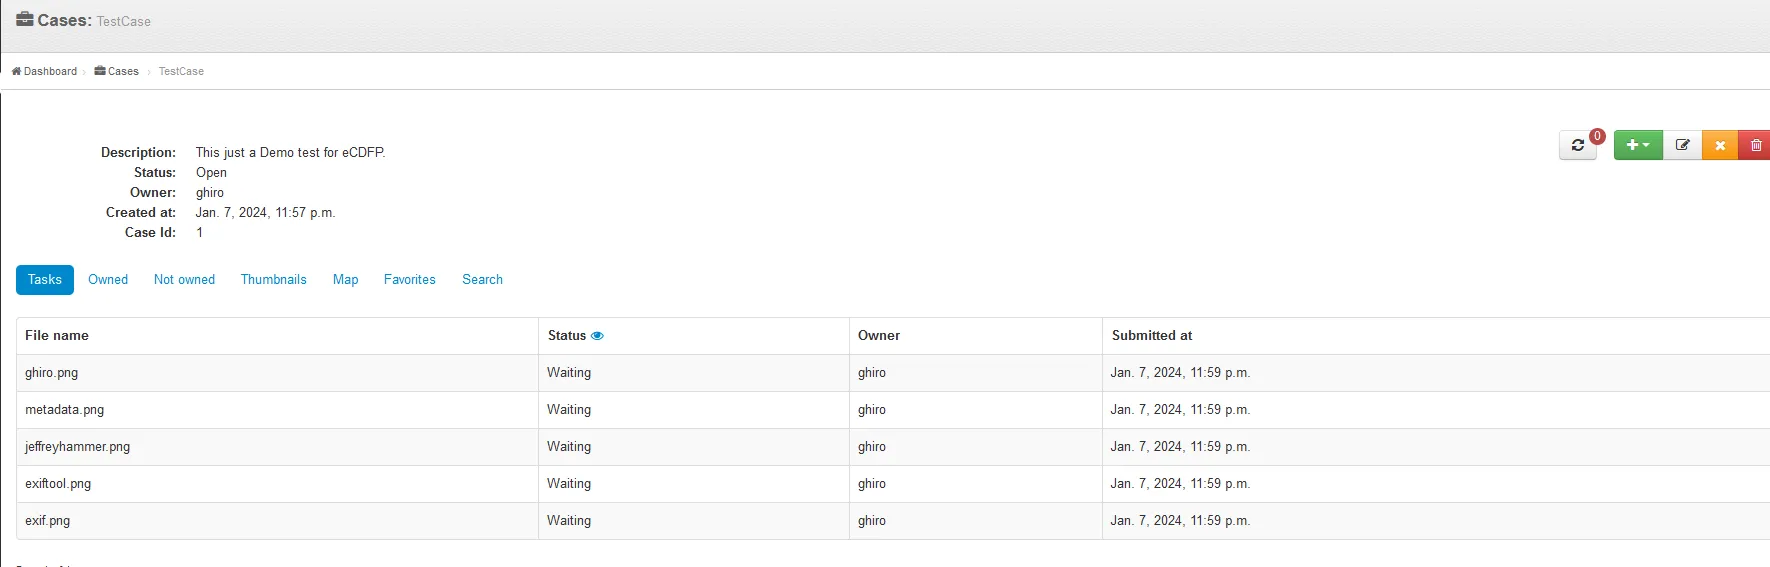 Cases: TestCase
Dashboard › Cases › TestCase
0
Description: This just a Demo test for eCDFP.
Status: Open
Owner: ghiro
Created at: Jan. 7, 2024, 11:57 p.m.
Case Id: 1
Tasks Owned Not owned Thumbnails Map Favorites Search
File name Status Owner Submitted at
ghiro.png Waiting ghiro Jan. 7, 2024, 11:59 p.m.
metadata.png Waiting ghiro Jan. 7, 2024, 11:59 p.m.
jeffreyhammer.png Waiting ghiro Jan. 7, 2024, 11:59 p.m.
exiftool.png Waiting ghiro Jan. 7, 2024, 11:59 p.m.
exif.png Waiting ghiro Jan. 7, 2024, 11:59 p.m.